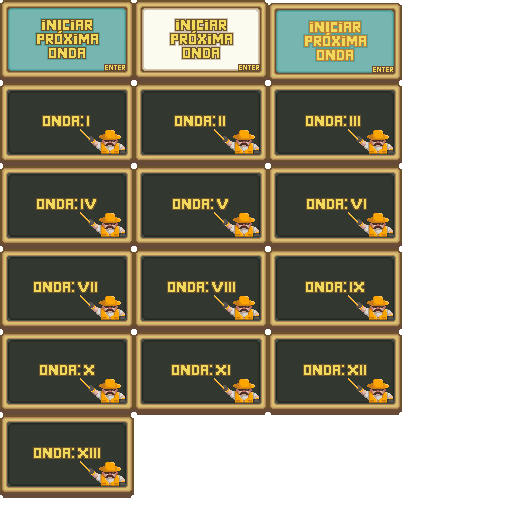 INICIAR
PRÓXIMA
ONDA
ENTER
INICIAR
PRÓXIMA
ONDA
ENTER
INICIAR
PRÓXIMA
ONDA
ENTER
ONDA: I
ONDA: II
ONDA: III
ONDA: IV
ONDA: V
ONDA: VI
ONDA: VII
ONDA: VIII
ONDA: IX
ONDA: X
ONDA: XI
ONDA: XII
ONDA: XIII